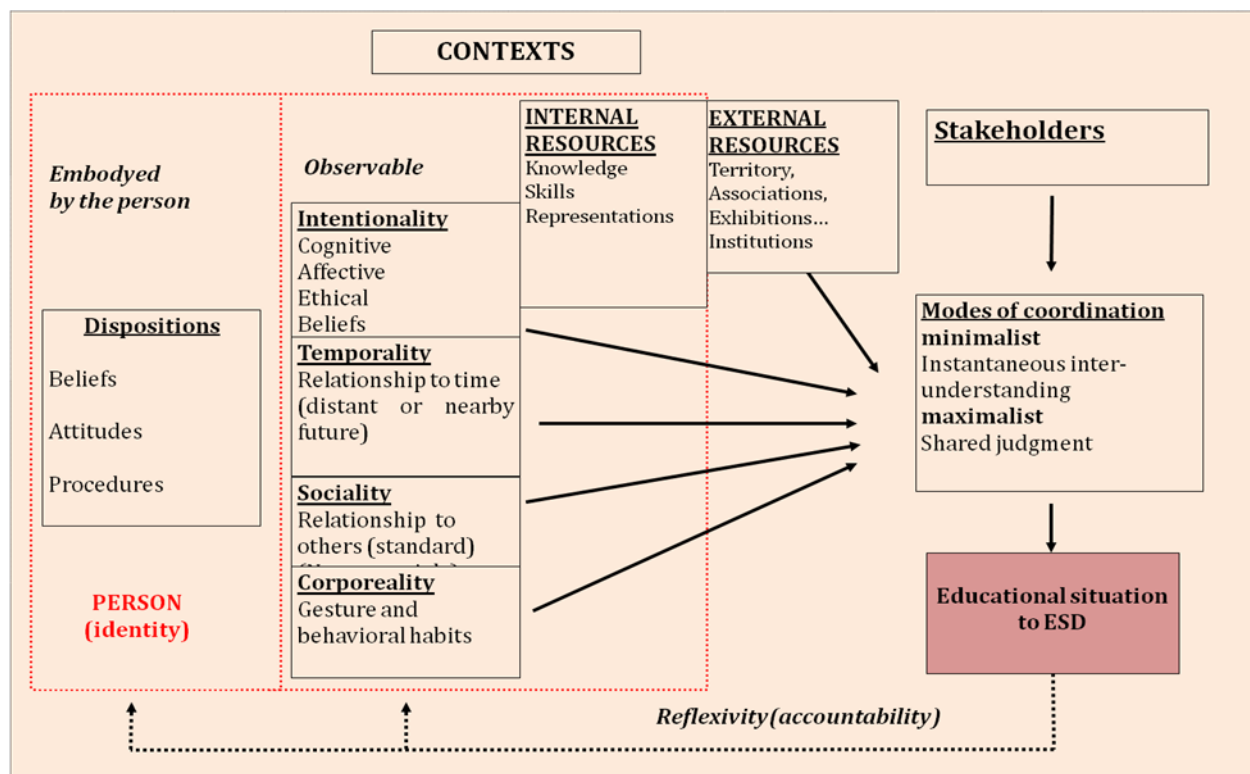 CONTEXTS
Embodyed
by the person
Dispositions
Beliefs
Attitudes
Procedures
PERSON
(identity)
Observable
Intentionality
Cognitive
Affective
Ethical
Beliefs
Temporality
Relationship to time
(distant or nearby
future)
Sociality
Relationship to
others (standard)
Corporeality
Gesture and
behavioral habits
INTERNAL
RESOURCES
Knowledge
Skills
Representations
EXTERNAL
RESOURCES
Territory,
Associations,
Exhibitions...
Institutions
Stakeholders
Modes of coordination
minimalist
Instantaneous inter-
understanding
maximalist
Shared judgment
Educational situation
to ESD
Reflexivity (accountability)